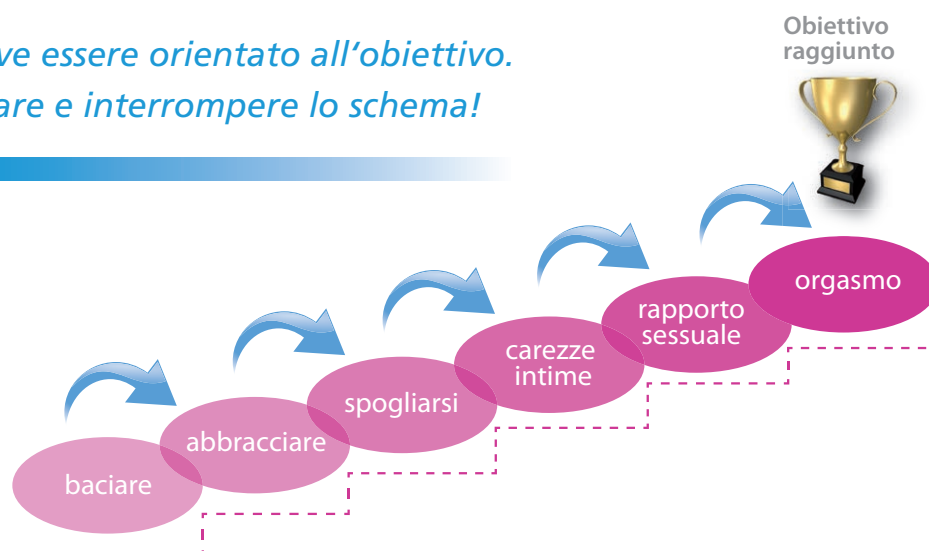 ve essere orientato all‘obiettivo.
are e interrompere lo schema!
Obiettivo
raggiunto
orgasmo
rapporto
sessuale
carezze
intime
spogliarsi
abbracciare
baciare